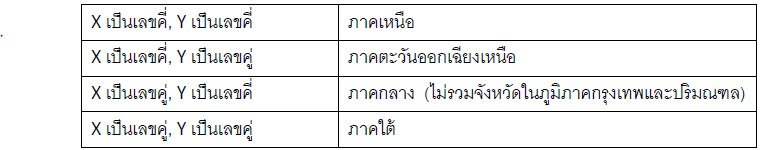 X เป็นเลขคี่, Y เป็นเลขคี่ ภาคเหนือ
X เป็นเลขคี่, Y เป็นเลขคู่ ภาคตะวันออกเฉียงเหนือ
X เป็นเลขคู่, Y เป็นเลขคี่ ภาคกลาง (ไม่รวมจังหวัดในภูมิภาคกรุงเทพและปริมณฑล)
X เป็นเลขคู่, Y เป็นเลขคู่ ภาคใต้